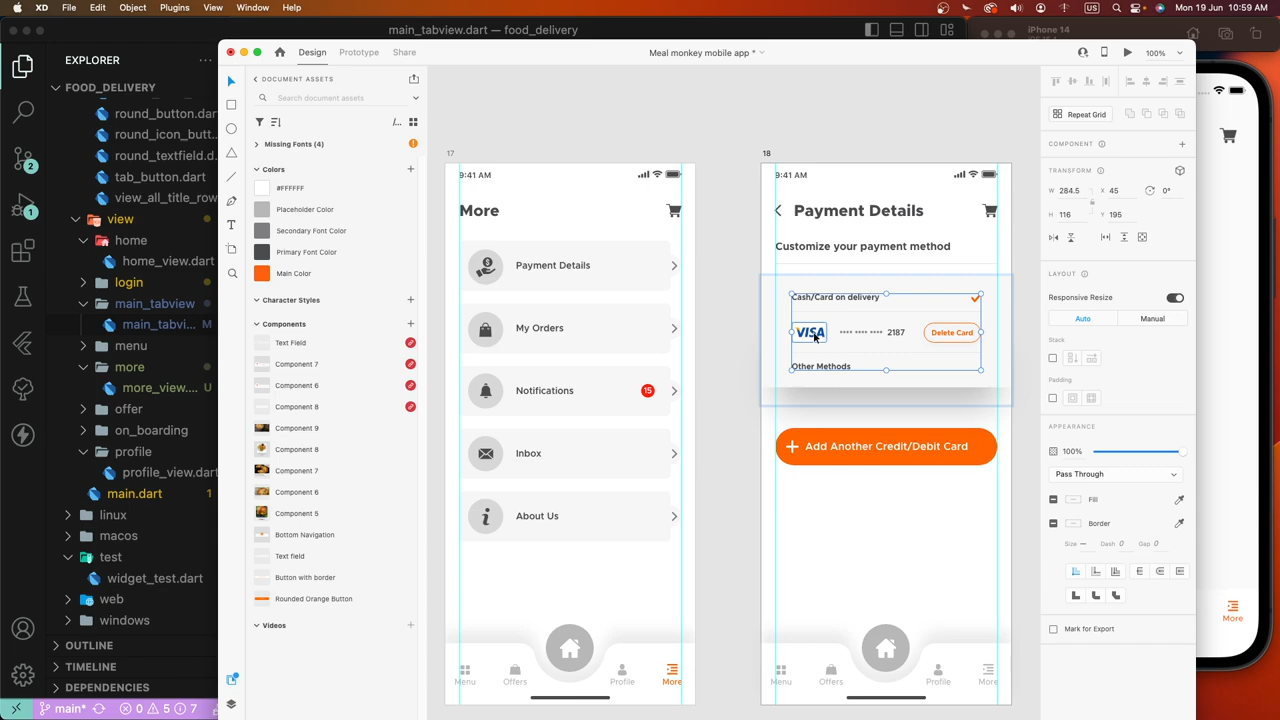 XD File Edit Object Plugins View Window Help
US Mon 19 Jun 10:59 AM
main_tabview.dart — food_delivery
iPhone 14
Design Prototype Share
Meal monkey mobile app * 100%
EXPLORER ...
FOOD_DELIVERY
round_button.dar
round_icon_butt...
round_textfield.d
tab_button.dart
view_all_title_row
view
home
home_view.dart
login
main_tabview
main_tabvi... M
menu
more
more_view.... M
offer
on_boarding
profile
profile_view.dart
main.dart 1
linux
macos
test
widget_test.dart
web
windows
OUTLINE
TIMELINE
DEPENDENCIES
2
1
main* 0 5 7
DOCUMENT ASSETS
Search document assets
Missing Fonts (4)
Colors
#FFFFFF
Placeholder Color
Secondary Font Color
Primary Font Color
Main Color
Character Styles
Components
Text Field
Component 7
Component 6
Component 8
Component 9
Component 8
Component 7
Component 6
Component 5
Bottom Navigation
Text field
Button with border
Rounded Orange Button
Videos
17
9:41 AM
More
Payment Details
My Orders
Notifications 15
Inbox
About Us
Menu Offers Profile More
18
9:41 AM
Payment Details
Customize your payment method
Cash/Card on delivery
VISA **** **** **** 2187 Delete Card
Other Methods
Add Another Credit/Debit Card
Menu Offers Profile More
Repeat Grid
COMPONENT
TRANSFORM
W 284.5 X 45 0°
H 116 Y 195
LAYOUT
Responsive Resize
Auto Manual
Stack
Padding
APPEARANCE
100%
Pass Through
Fill
Border
Size — Dash 0 Gap 0
Mark for Export
More